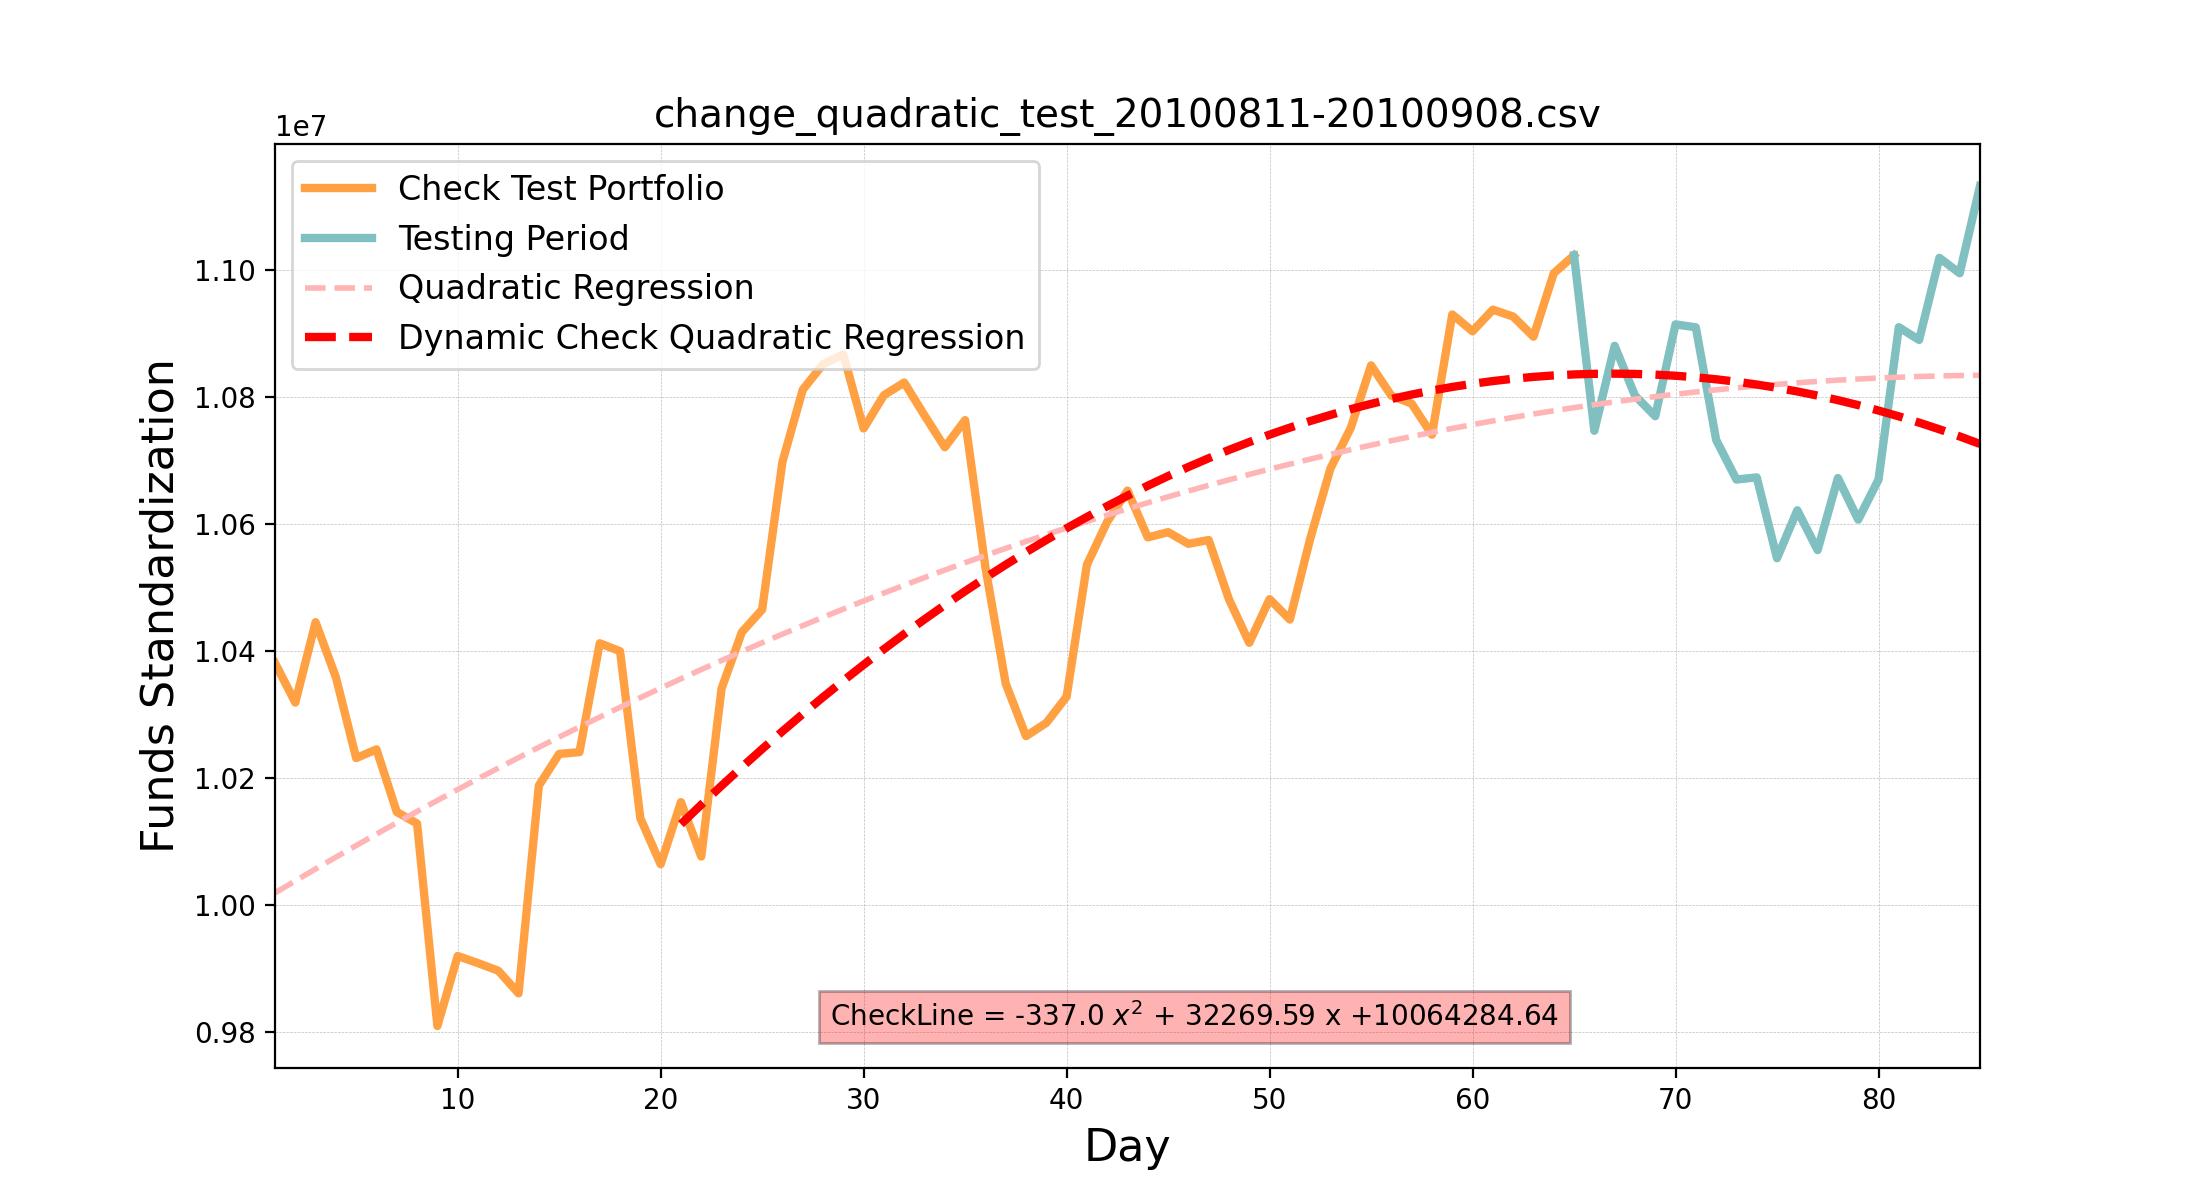 change_quadratic_test_20100811-20100908.csv
1e7
Check Test Portfolio
Testing Period
Quadratic Regression
Dynamic Check Quadratic Regression
1.10
1.08
1.06
1.04
1.02
1.00
0.98
Funds Standardization
CheckLine = -337.0 x² + 32269.59 x +10064284.64
10 20 30 40 50 60 70 80
Day